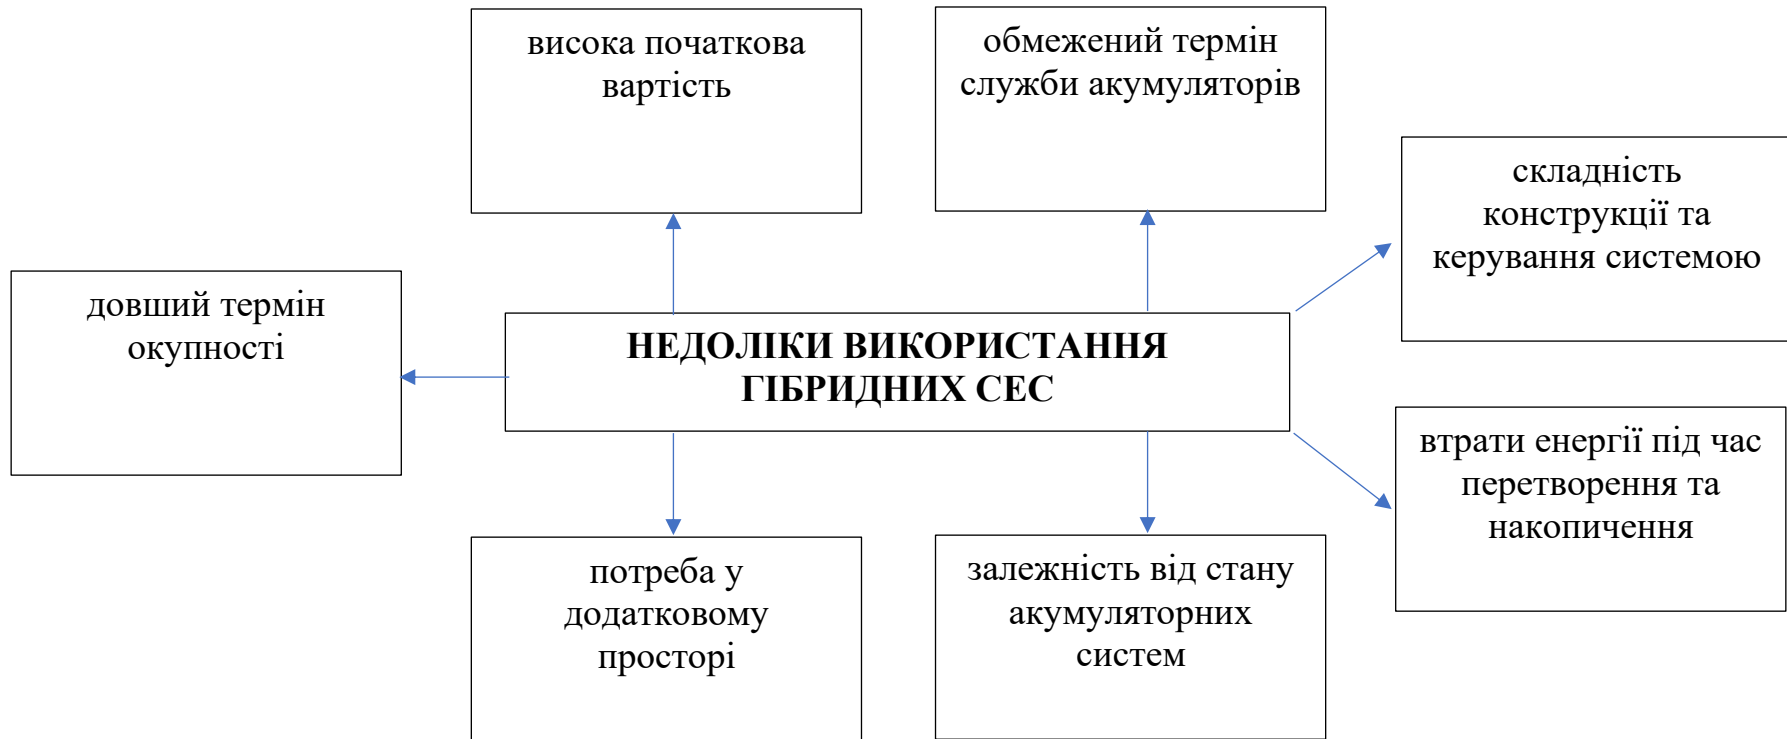 висока початкова
вартість
обмежений термін
служби акумуляторів
складність
конструкції та
керування системою
довший термін
окупності
НЕДОЛІКИ ВИКОРИСТАННЯ
ГІБРИДНИХ СЕС
втрати енергії під час
перетворення та
накопичення
потреба у
додатковому
просторі
залежність від стану
акумуляторних
систем